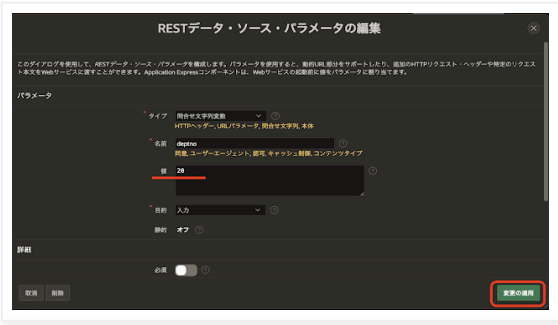 RESTデータ・ソース・パラメータの編集
このダイアログを使用して、RESTデータ・ソース・パラメータを構成します。パラメータを使用すると、動的URL部分をサポートしたり、追加のHTTPリクエスト・ヘッダーや特定のリクエス
ト本文をWebサービスに渡すことができます。Application Expressコンポーネントは、Webサービスの起動前に値をパラメータに割り当てます。
パラメータ
* タイプ 問合せ文字列変数
HTTPヘッダー, URLパラメータ, 問合せ文字列, 本体
* 名前 deptno
同意, ユーザーエージェント, 認可, キャッシュ制御, コンテンツタイプ
値 20
* 目的 入力
静的 オフ
詳細
必須
取消 削除 変更の適用